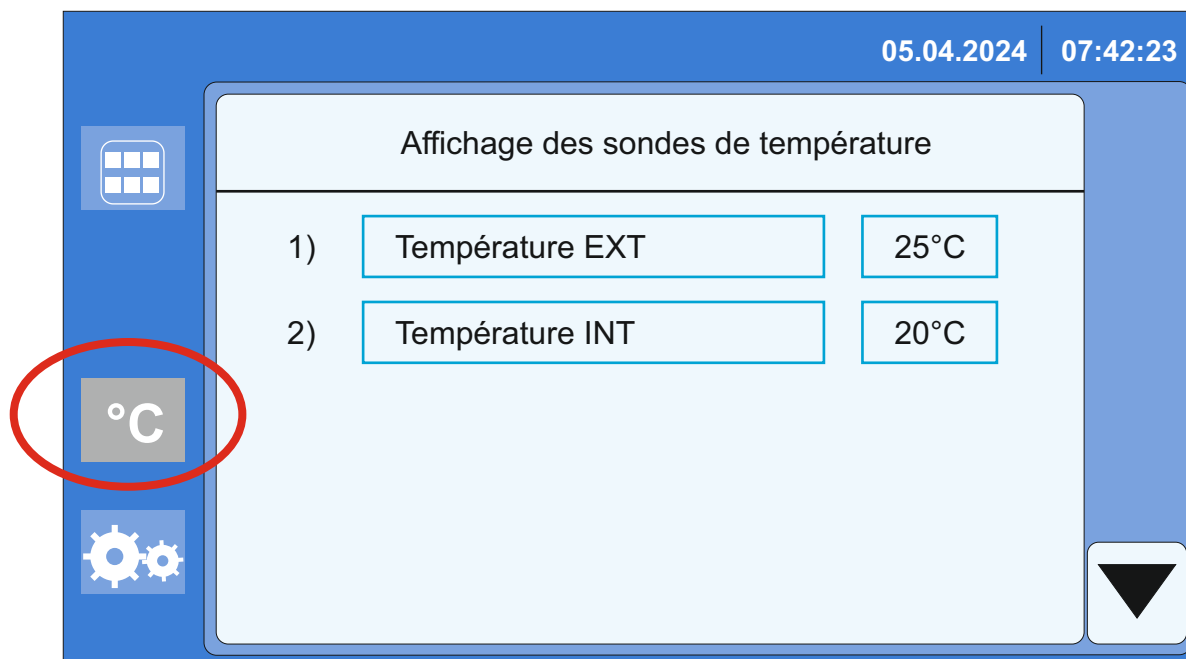 05.04.2024 07:42:23
Affichage des sondes de température
1) Température EXT 25°C
2) Température INT 20°C
°C